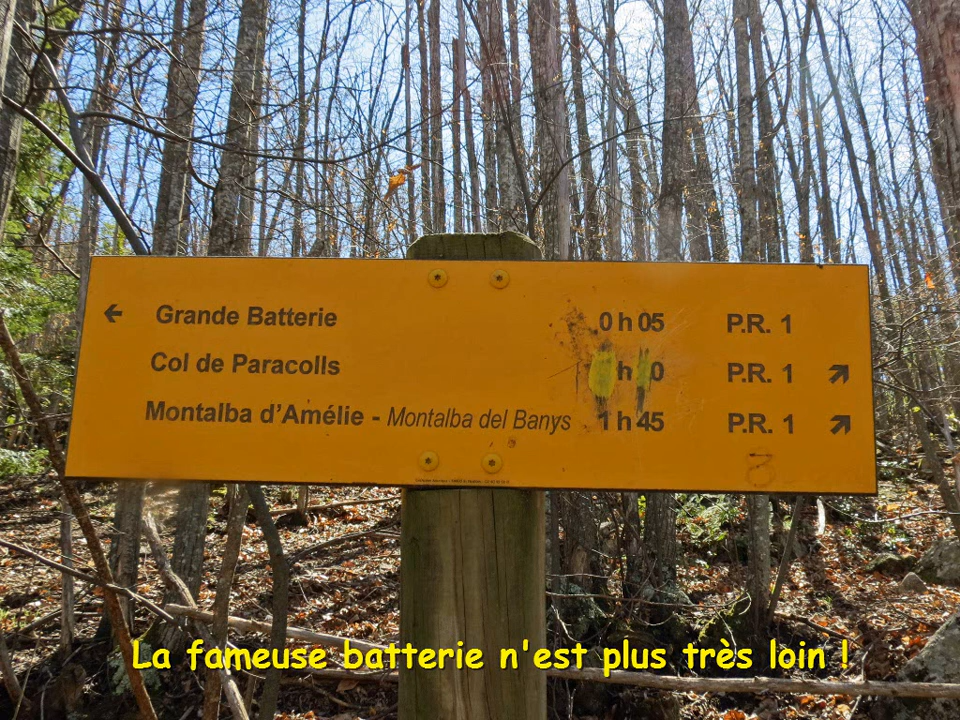 ← Grande Batterie 0 h 05 P.R. 1
Col de Paracolls h 0 P.R. 1 ↗
Montalba d'Amélie - Montalba del Banys 1 h 45 P.R. 1 ↗
La fameuse batterie n'est plus très loin !